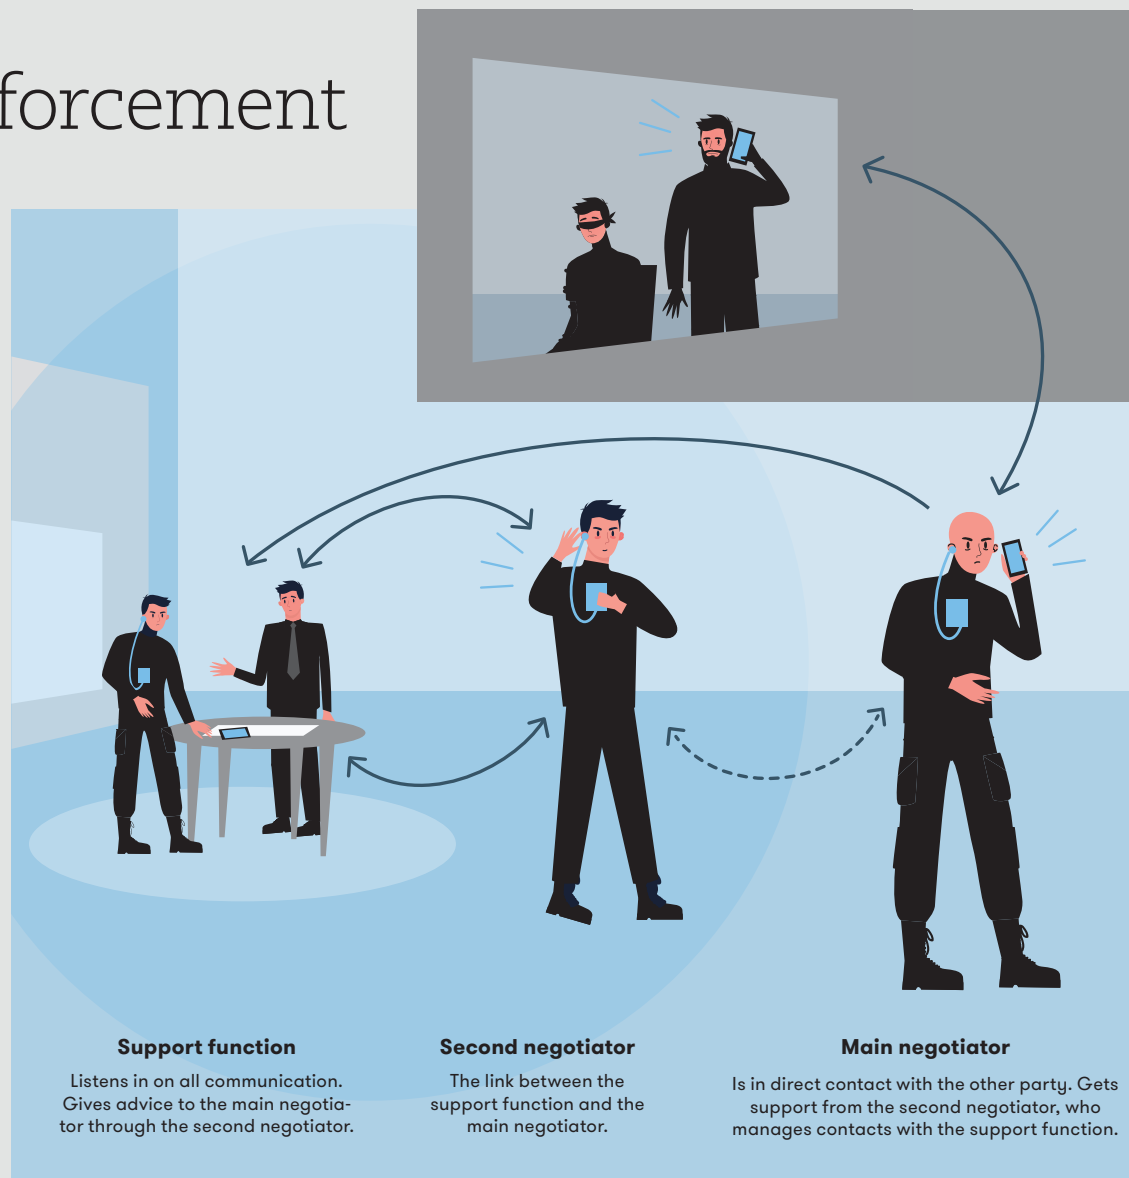 forcement
Support function
Listens in on all communication.
Gives advice to the main negotia-
tor through the second negotiator.
Second negotiator
The link between the
support function and the
main negotiator.
Main negotiator
Is in direct contact with the other party. Gets
support from the second negotiator, who
manages contacts with the support function.